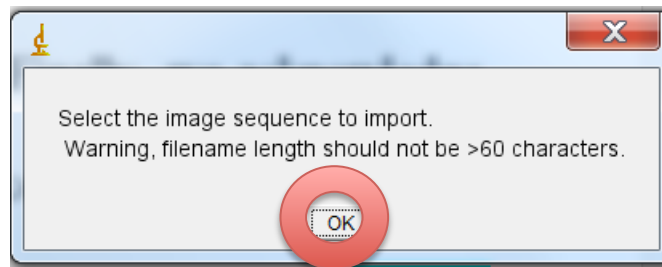 Select the image sequence to import.
Warning, filename length should not be >60 characters.
OK